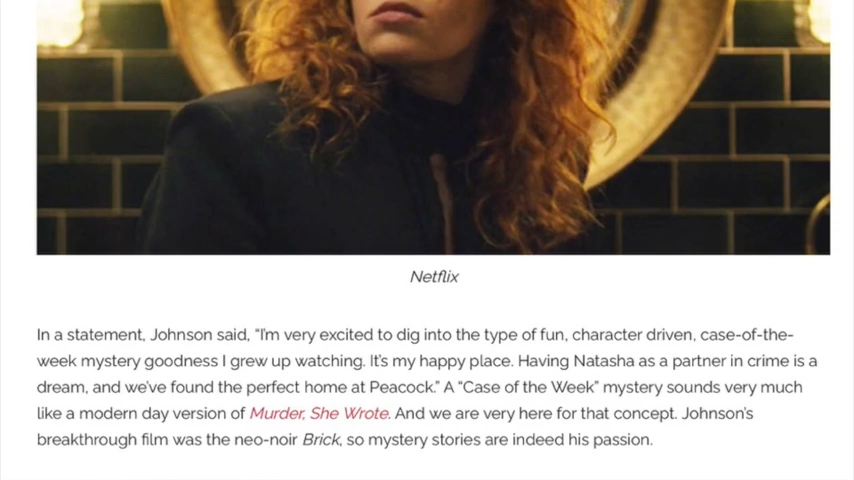 Netflix
In a statement, Johnson said, “I’m very excited to dig into the type of fun, character driven, case-of-the-
week mystery goodness I grew up watching. It’s my happy place. Having Natasha as a partner in crime is a
dream, and we’ve found the perfect home at Peacock.” A “Case of the Week” mystery sounds very much
like a modern day version of Murder, She Wrote. And we are very here for that concept. Johnson’s
breakthrough film was the neo-noir Brick, so mystery stories are indeed his passion.